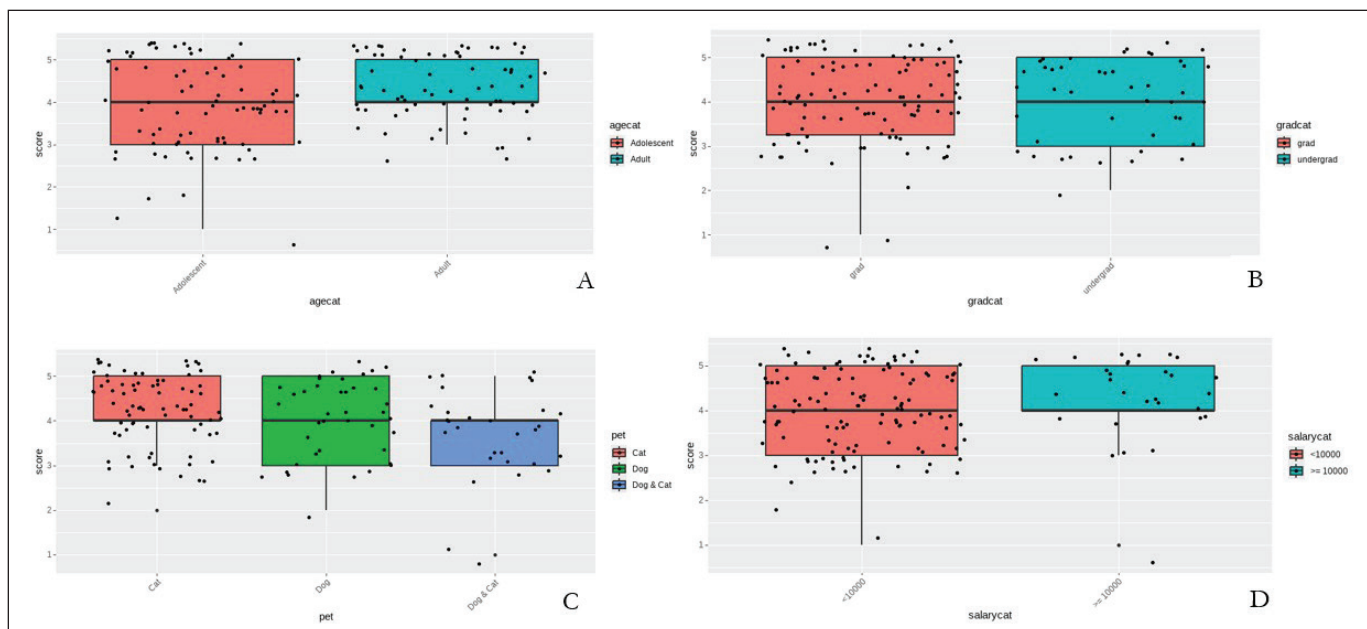 5
4
3
2
1
score
Adolescent
Adult
agecat
agecat
Adolescent
Adult
A
5
4
3
2
1
score
grad
undergrad
gradcat
gradcat
grad
undergrad
B
5
4
3
2
1
score
Cat
Dog
Dog & Cat
pet
pet
Cat
Dog
Dog & Cat
C
5
4
3
2
1
score
<10000
>= 10000
salarycat
salarycat
<10000
>= 10000
D